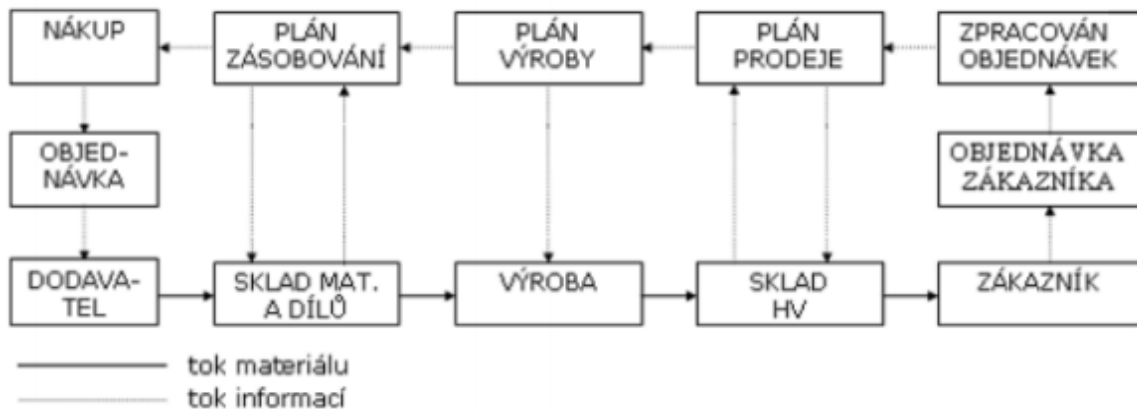 NÁKUP
PLÁN
ZÁSOBOVÁNÍ
PLÁN
VÝROBY
PLÁN
PRODEJE
ZPRACOVÁN
OBJEDNÁVEK
OBJED-
NÁVKA
OBJEDNÁVKA
ZÁKAZNÍKA
DODAVA-
TEL
SKLAD MAT.
A DÍLŮ
VÝROBA
SKLAD
HV
ZÁKAZNÍK
tok materiálu
tok informací